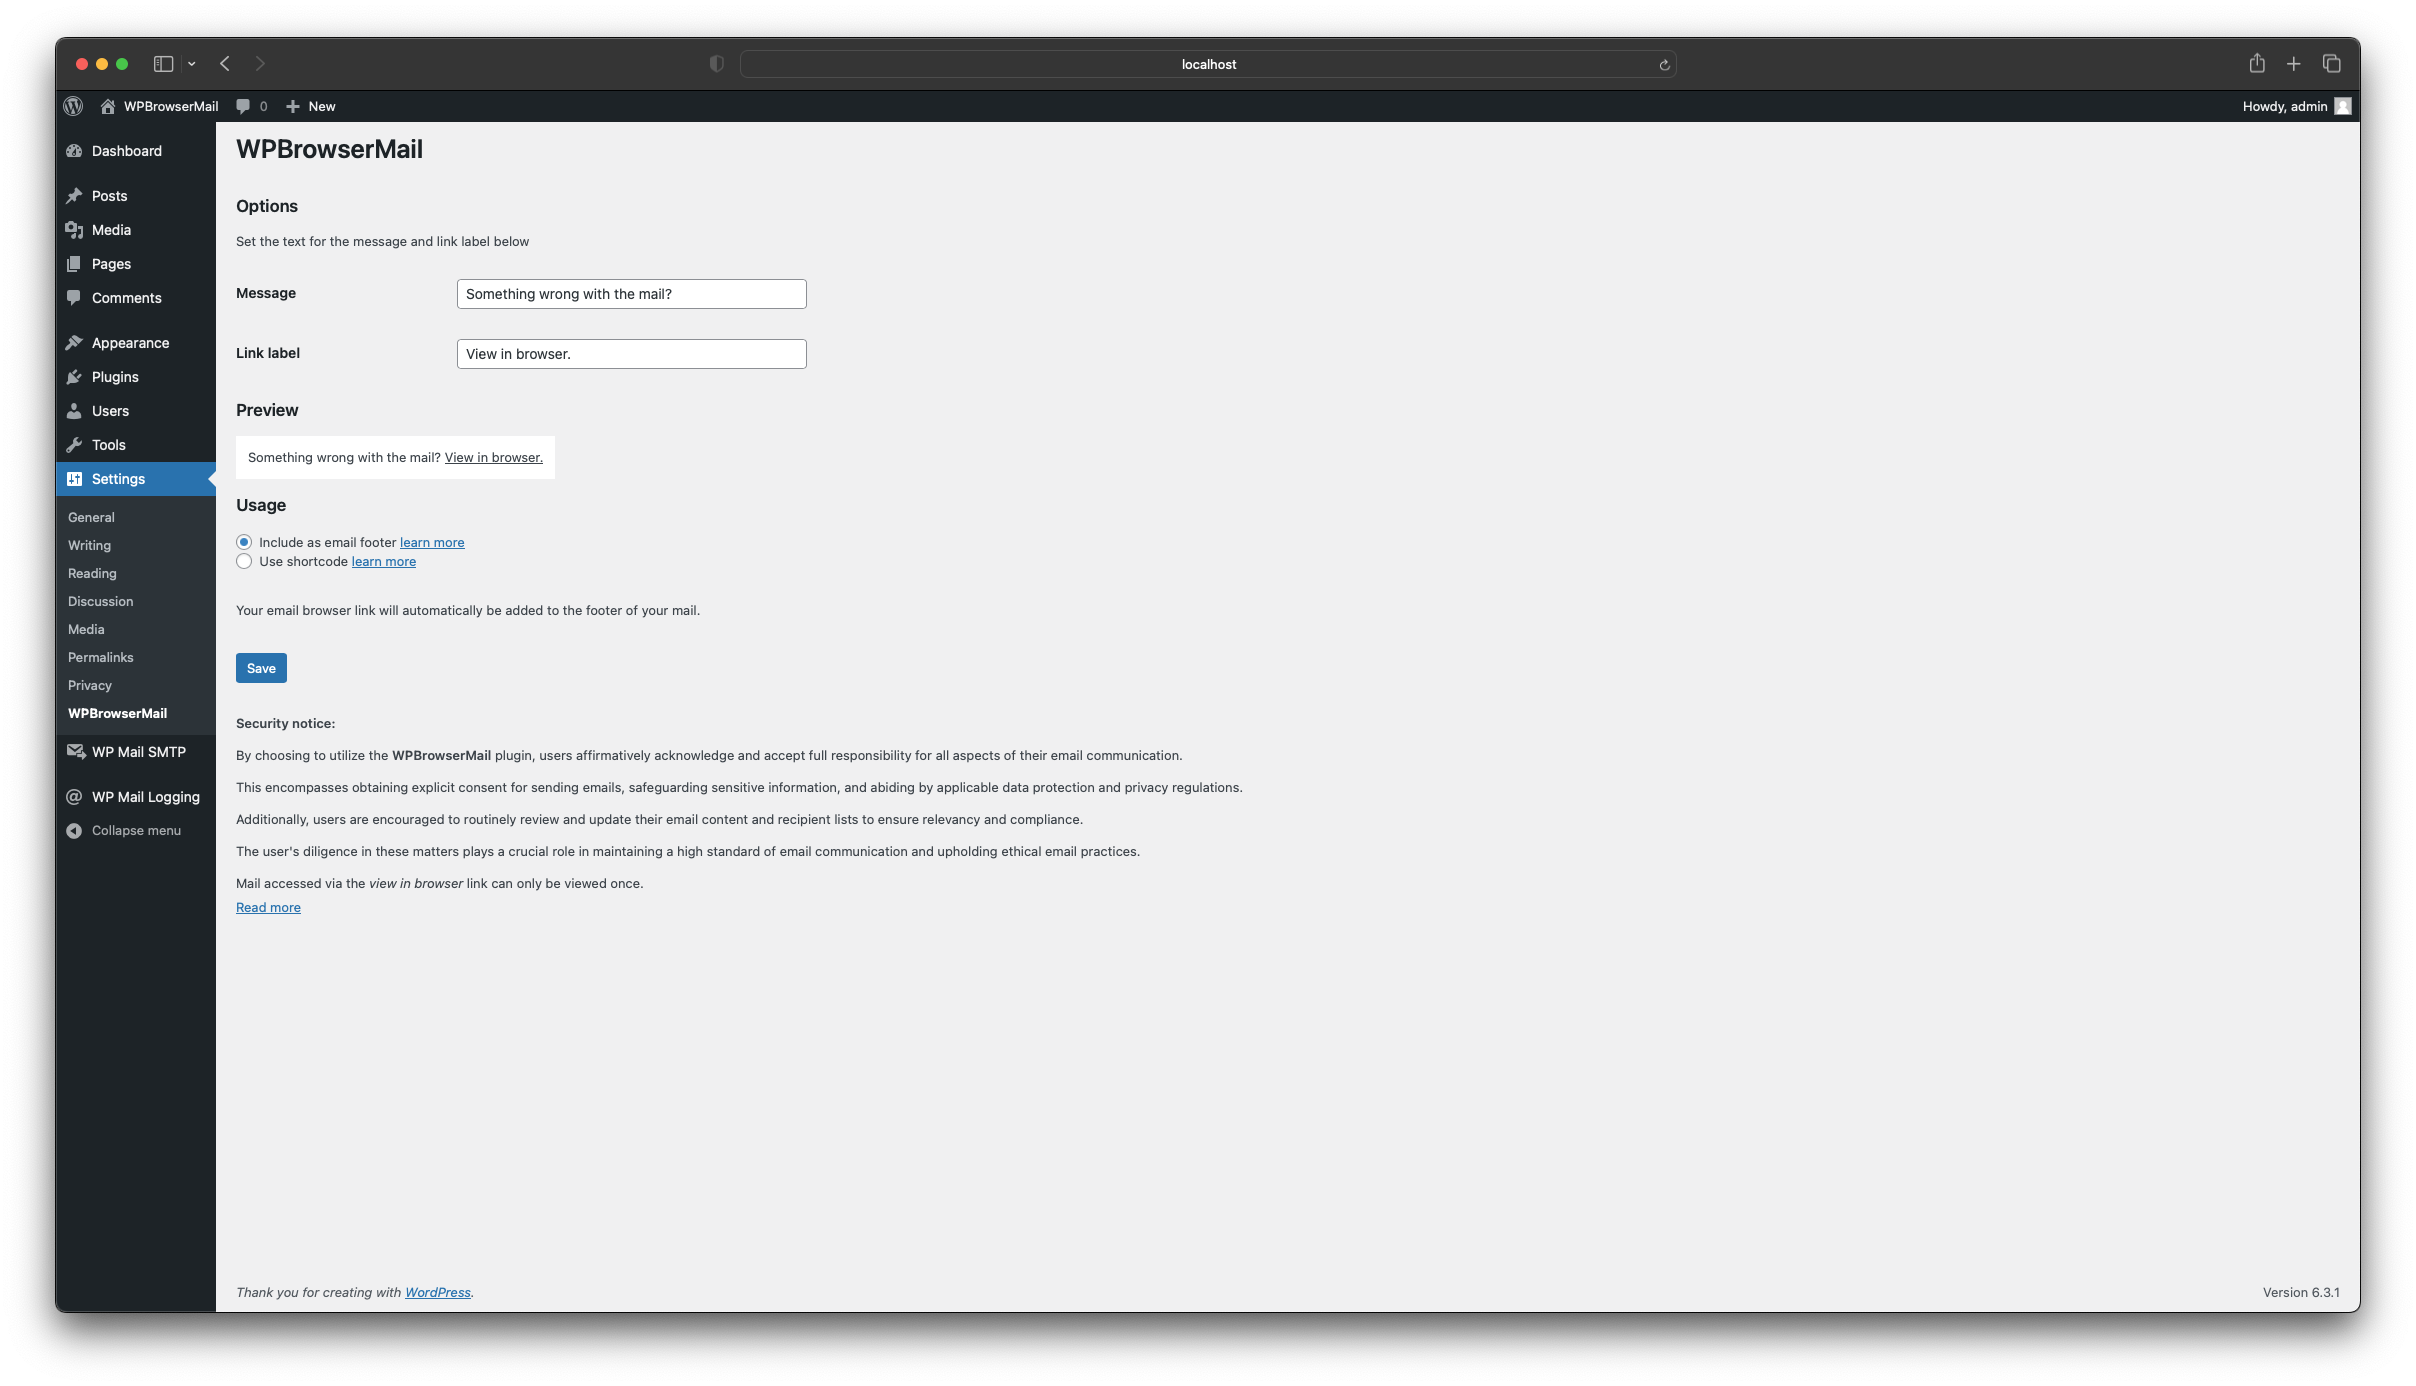 localhost
WPBrowserMail 0 New Howdy, admin
Dashboard
Posts
Media
Pages
Comments
Appearance
Plugins
Users
Tools
Settings
General
Writing
Reading
Discussion
Media
Permalinks
Privacy
WPBrowserMail
WP Mail SMTP
WP Mail Logging
Collapse menu
WPBrowserMail
Options
Set the text for the message and link label below
Message Something wrong with the mail?
Link label View in browser.
Preview
Something wrong with the mail? View in browser.
Usage
Include as email footer learn more
Use shortcode learn more
Your email browser link will automatically be added to the footer of your mail.
Save
Security notice:
By choosing to utilize the WPBrowserMail plugin, users affirmatively acknowledge and accept full responsibility for all aspects of their email communication.
This encompasses obtaining explicit consent for sending emails, safeguarding sensitive information, and abiding by applicable data protection and privacy regulations.
Additionally, users are encouraged to routinely review and update their email content and recipient lists to ensure relevancy and compliance.
The user's diligence in these matters plays a crucial role in maintaining a high standard of email communication and upholding ethical email practices.
Mail accessed via the view in browser link can only be viewed once.
Read more
Thank you for creating with WordPress. Version 6.3.1